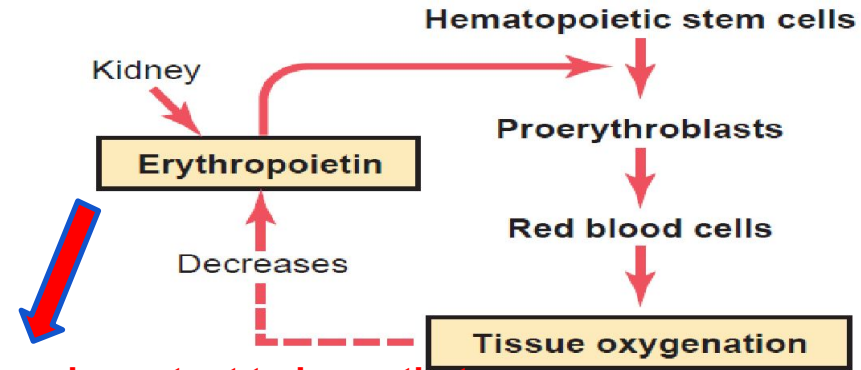 Hematopoietic stem cells
Kidney
Proerythroblasts
Erythropoietin
Red blood cells
Decreases
Tissue oxygenation